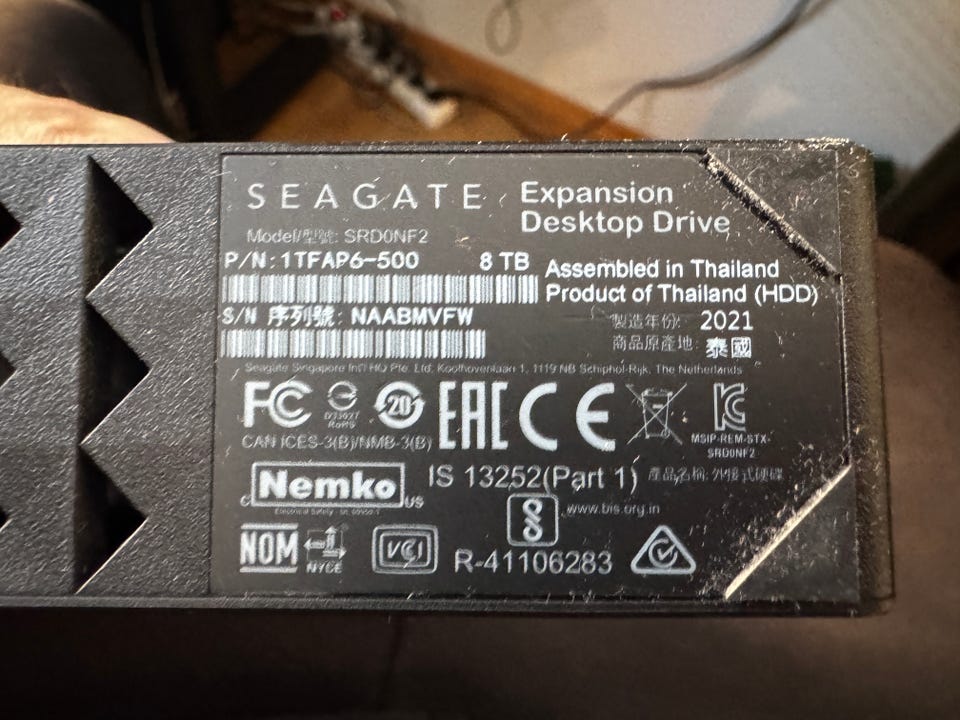 SEAGATE Expansion
Desktop Drive
Model/型號: SRD0NF2
P/N: 1TFAP6-500 8 TB
Assembled in Thailand
Product of Thailand (HDD)
S/N 序列號: NAABMVFW
製造年份: 2021
商品原產地: 泰國
Seagate Singapore Int'l HQ Pte. Ltd. Koolhovenlaan 1, 1119 NB Schiphol-Rijk, The Netherlands
FC D33027 RoHS 20 EAC CE KC
CAN ICES-3(B)/NMB-3(B)
MSIP-REM-STX-
SRD0NF2
c Nemko US
IS 13252(Part 1) 產品名稱: 外接式硬碟
www.bis.org.in
NOM NYCE VCI R-41106283